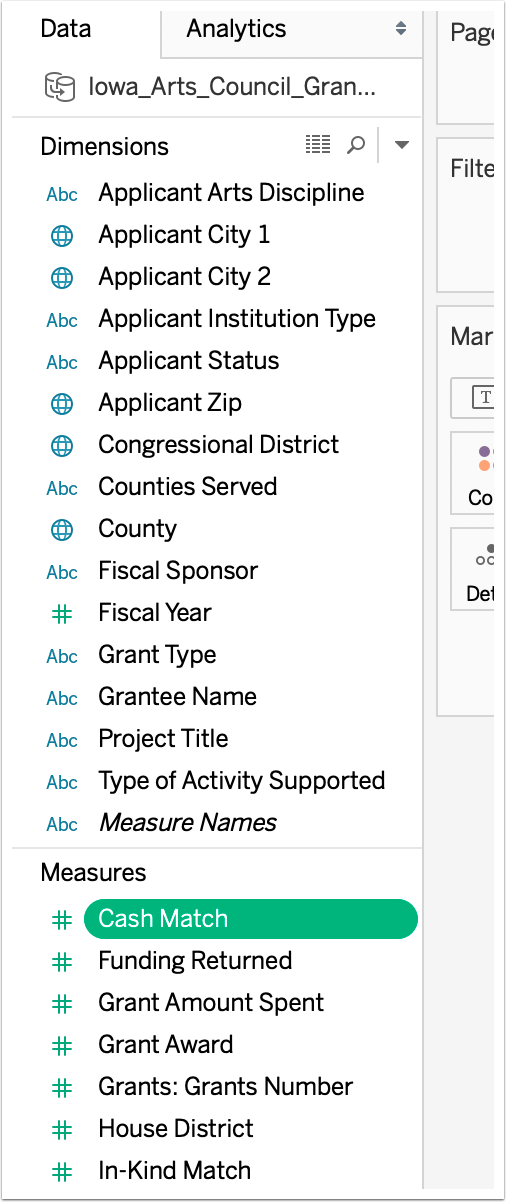 Data
Analytics
Page
Iowa_Arts_Council_Gran...
Dimensions
Filte
Abc Applicant Arts Discipline
Applicant City 1
Applicant City 2
Abc Applicant Institution Type
Mar
Abc Applicant Status
Applicant Zip
T
Congressional District
Abc Counties Served
Co
County
Abc Fiscal Sponsor
Det
# Fiscal Year
Abc Grant Type
Abc Grantee Name
Abc Project Title
Abc Type of Activity Supported
Abc Measure Names
Measures
# Cash Match
# Funding Returned
# Grant Amount Spent
# Grant Award
# Grants: Grants Number
# House District
# In-Kind Match